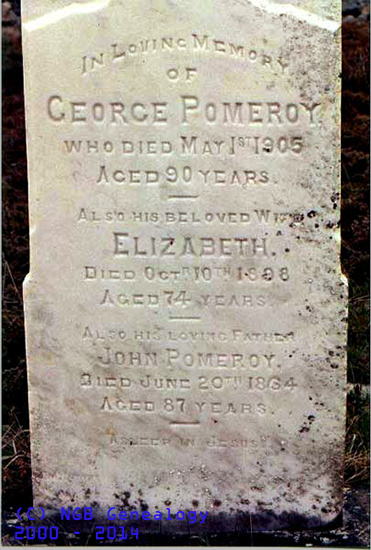 In Loving Memory
OF
George Pomeroy
WHO DIED MAY 1ST 1905
AGED 90 YEARS.
ALSO HIS BELOVED WIFE
ELIZABETH.
DIED OCTR 10TH 1898
AGED 74 YEARS
ALSO HIS LOVING FATHER
JOHN POMEROY.
DIED JUNE 20TH 1864
AGED 87 YEARS.
ASLEEP IN JESUS
(C) NGB Genealogy
2000 - 2014